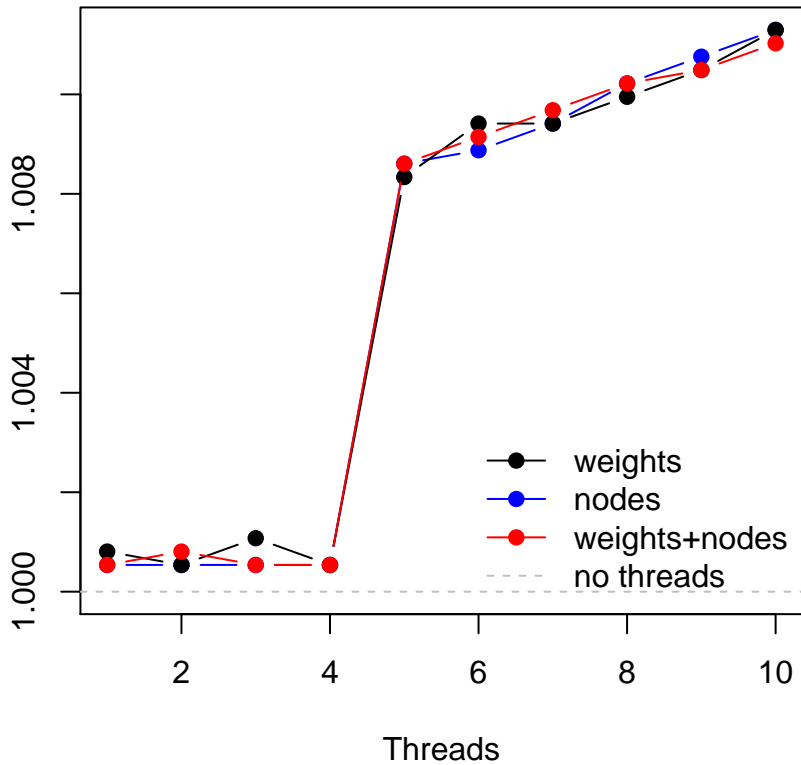 1.008
1.004
1.000
weights
nodes
weights+nodes
no threads
2 4 6 8 10
Threads